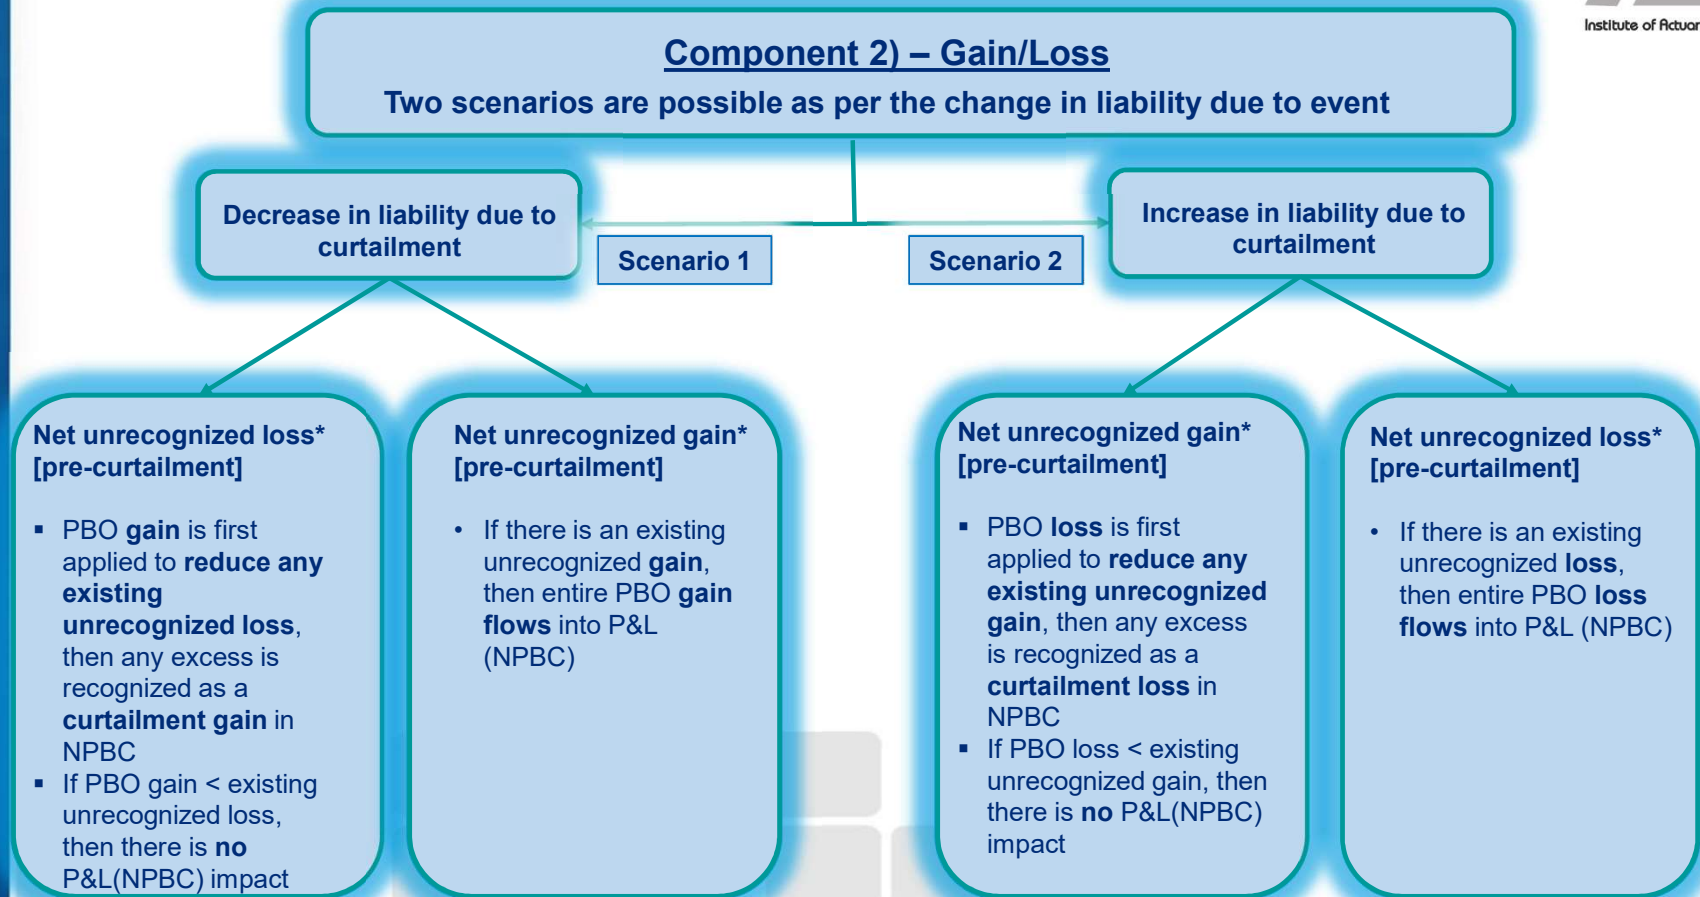 Institute of Actuar
Component 2) – Gain/Loss
Two scenarios are possible as per the change in liability due to event
Decrease in liability due to
curtailment
Scenario 1
Scenario 2
Increase in liability due to
curtailment
Net unrecognized loss*
[pre-curtailment]
▪ PBO gain is first
applied to reduce any
existing
unrecognized loss,
then any excess is
recognized as a
curtailment gain in
NPBC
▪ If PBO gain < existing
unrecognized loss,
then there is no
P&L(NPBC) impact
Net unrecognized gain*
[pre-curtailment]
• If there is an existing
unrecognized gain,
then entire PBO gain
flows into P&L
(NPBC)
Net unrecognized gain*
[pre-curtailment]
▪ PBO loss is first
applied to reduce any
existing unrecognized
gain, then any excess
is recognized as a
curtailment loss in
NPBC
▪ If PBO loss < existing
unrecognized gain, then
there is no P&L(NPBC)
impact
Net unrecognized loss*
[pre-curtailment]
• If there is an existing
unrecognized loss,
then entire PBO loss
flows into P&L (NPBC)